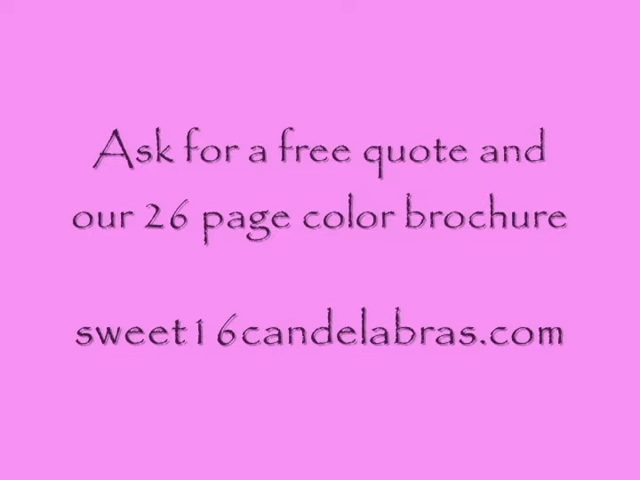 Ask for a free quote and
our 26 page color brochure
sweet16candelabras.com